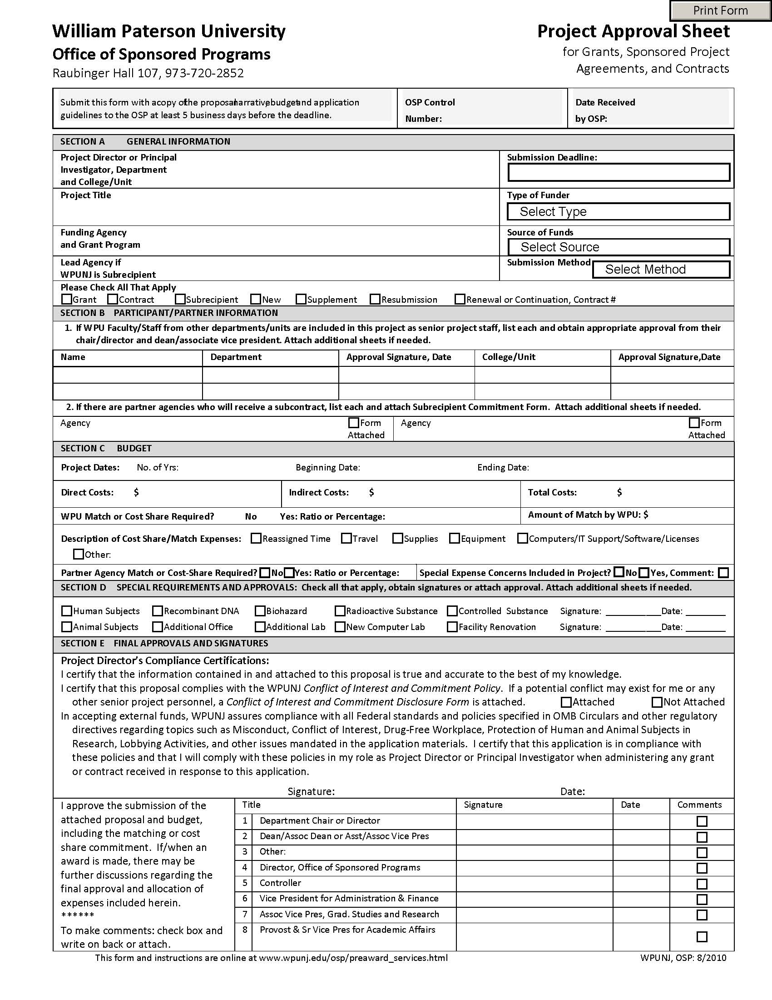 Print Form
William Paterson University
Project Approval Sheet
Office of Sponsored Programs
for Grants, Sponsored Project
Raubinger Hall 107, 973-720-2852
Agreements, and Contracts
Submit this form with a copy of the proposal narrative, budget and application
guidelines to the OSP at least 5 business days before the deadline.
OSP Control
Number:
Date Received
by OSP:
SECTION A GENERAL INFORMATION
Project Director or Principal
Investigator, Department
and College/Unit
Submission Deadline:
Project Title
Type of Funder
Select Type
Funding Agency
and Grant Program
Source of Funds
Select Source
Lead Agency if
WPUNJ is Subrecipient
Submission Method
Select Method
Please Check All That Apply
Grant Contract Subrecipient New Supplement Resubmission Renewal or Continuation, Contract #
SECTION B PARTICIPANT/PARTNER INFORMATION
1. If WPU Faculty/Staff from other departments/units are included in this project as senior project staff, list each and obtain appropriate approval from their
chair/director and dean/associate vice president. Attach additional sheets if needed.
Name Department Approval Signature, Date College/Unit Approval Signature,Date
2. If there are partner agencies who will receive a subcontract, list each and attach Subrecipient Commitment Form. Attach additional sheets if needed.
Agency Form
Attached
Agency Form
Attached
SECTION C BUDGET
Project Dates: No. of Yrs: Beginning Date: Ending Date:
Direct Costs: $ Indirect Costs: $ Total Costs: $
WPU Match or Cost Share Required? No Yes: Ratio or Percentage: Amount of Match by WPU: $
Description of Cost Share/Match Expenses: Reassigned Time Travel Supplies Equipment Computers/IT Support/Software/Licenses
Other:
Partner Agency Match or Cost-Share Required? No Yes: Ratio or Percentage: Special Expense Concerns Included in Project? No Yes, Comment:
SECTION D SPECIAL REQUIREMENTS AND APPROVALS: Check all that apply, obtain signatures or attach approval. Attach additional sheets if needed.
Human Subjects Recombinant DNA Biohazard Radioactive Substance Controlled Substance Signature: ___________Date: ________
Animal Subjects Additional Office Additional Lab New Computer Lab Facility Renovation Signature: ___________Date: ________
SECTION E FINAL APPROVALS AND SIGNATURES
Project Director’s Compliance Certifications:
I certify that the information contained in and attached to this proposal is true and accurate to the best of my knowledge.
I certify that this proposal complies with the WPUNJ Conflict of Interest and Commitment Policy. If a potential conflict may exist for me or any
other senior project personnel, a Conflict of Interest and Commitment Disclosure Form is attached. Attached Not Attached
In accepting external funds, WPUNJ assures compliance with all Federal standards and policies specified in OMB Circulars and other regulatory
directives regarding topics such as Misconduct, Conflict of Interest, Drug-Free Workplace, Protection of Human and Animal Subjects in
Research, Lobbying Activities, and other issues mandated in the application materials. I certify that this application is in compliance with
these policies and that I will comply with these policies in my role as Project Director or Principal Investigator when administering any grant
or contract received in response to this application.
Signature: Date:
I approve the submission of the
attached proposal and budget,
including the matching or cost
share commitment. If/when an
award is made, there may be
further discussions regarding the
final approval and allocation of
expenses included herein.
******
To make comments: check box and
write on back or attach.
Title Signature Date Comments
1 Department Chair or Director
2 Dean/Assoc Dean or Asst/Assoc Vice Pres
3 Other:
4 Director, Office of Sponsored Programs
5 Controller
6 Vice President for Administration & Finance
7 Assoc Vice Pres, Grad. Studies and Research
8 Provost & Sr Vice Pres for Academic Affairs
This form and instructions are online at www.wpunj.edu/osp/preaward_services.html
WPUNJ, OSP: 8/2010